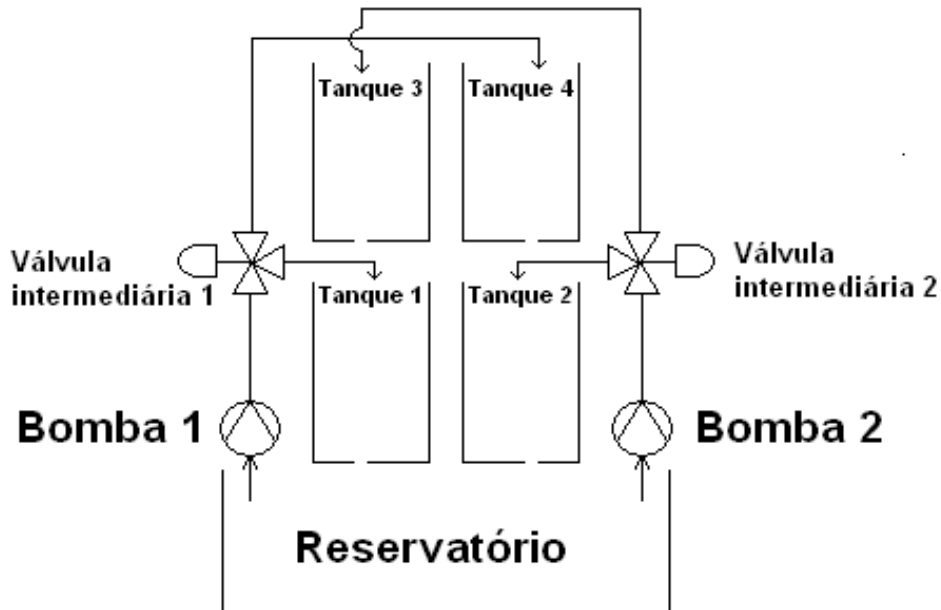 Tanque 3
Tanque 4
Válvula
intermediária 1
Tanque 1
Tanque 2
Válvula
intermediária 2
Bomba 1
Bomba 2
Reservatório